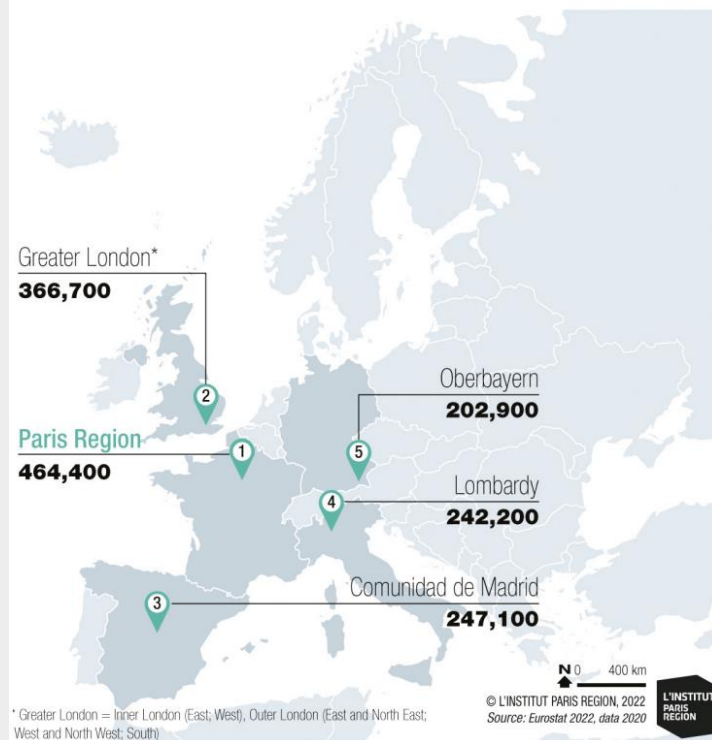 Greater London*
366,700
2
Oberbayern
202,900
Paris Region
464,400
1
5
Lombardy
242,200
4
Comunidad de Madrid
247,100
3
N 0 400 km
© L'INSTITUT PARIS REGION, 2022
Source: Eurostat 2022, data 2020
L'INSTITUT
PARIS
REGION
* Greater London = Inner London (East; West), Outer London (East and North East;
West and North West; South)